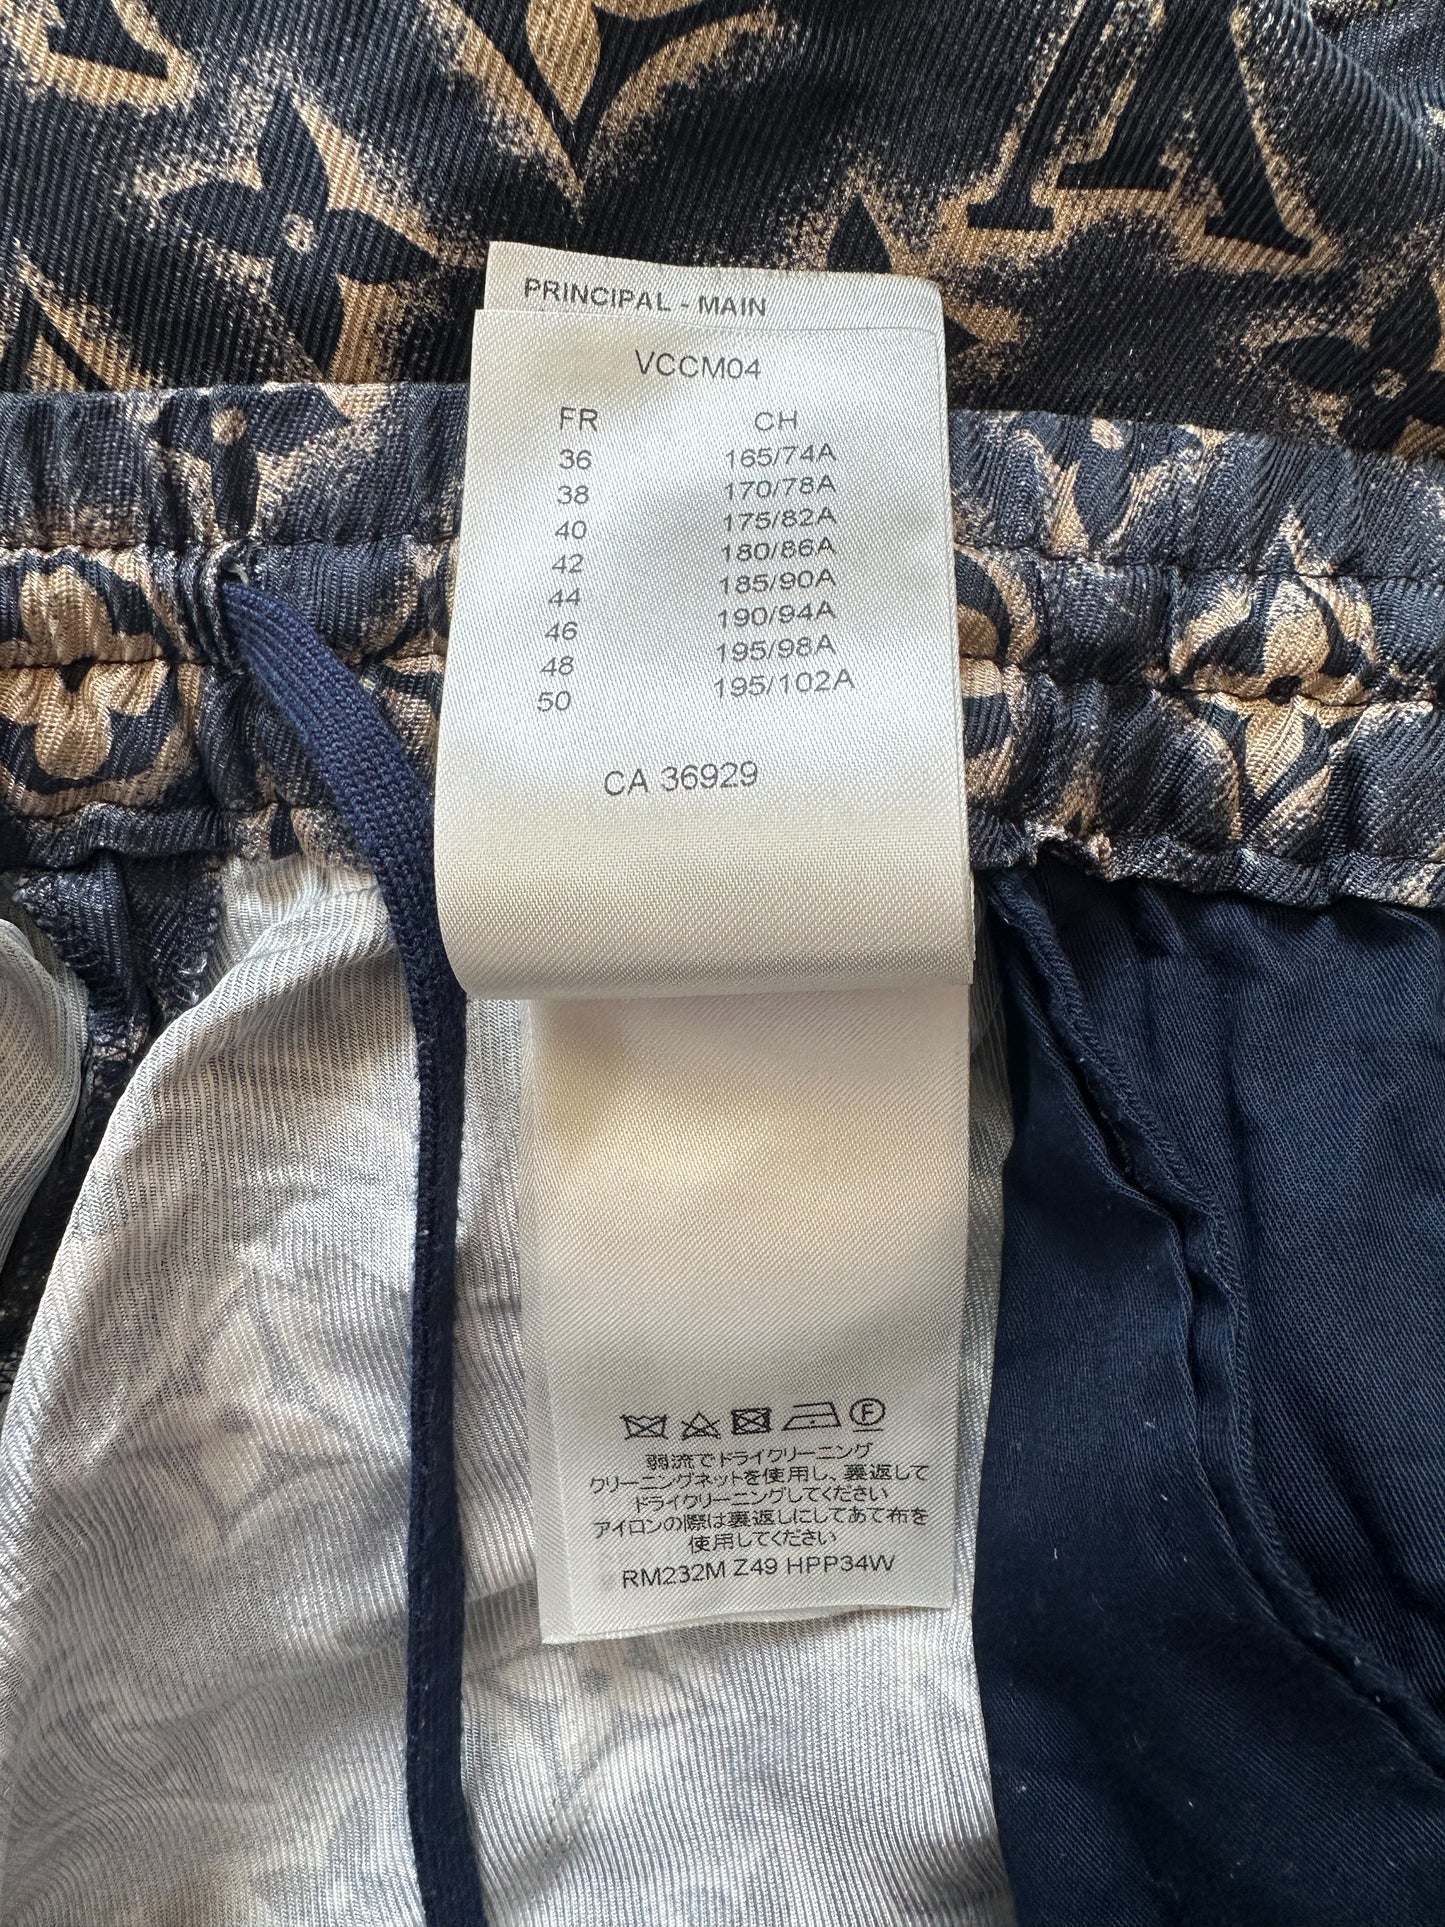 PRINCIPAL - MAIN
VCCM04
FR CH
36 165/74A
38 170/78A
40 175/82A
42 180/86A
44 185/90A
46 190/94A
48 195/98A
50 195/102A
CA 36929
F
弱流でドライクリーニング
クリーニングネットを使用し、裏返して
ドライクリーニングしてください
アイロンの際は裏返しにしてあて布を
使用してください
RM232M Z49 HPP34W